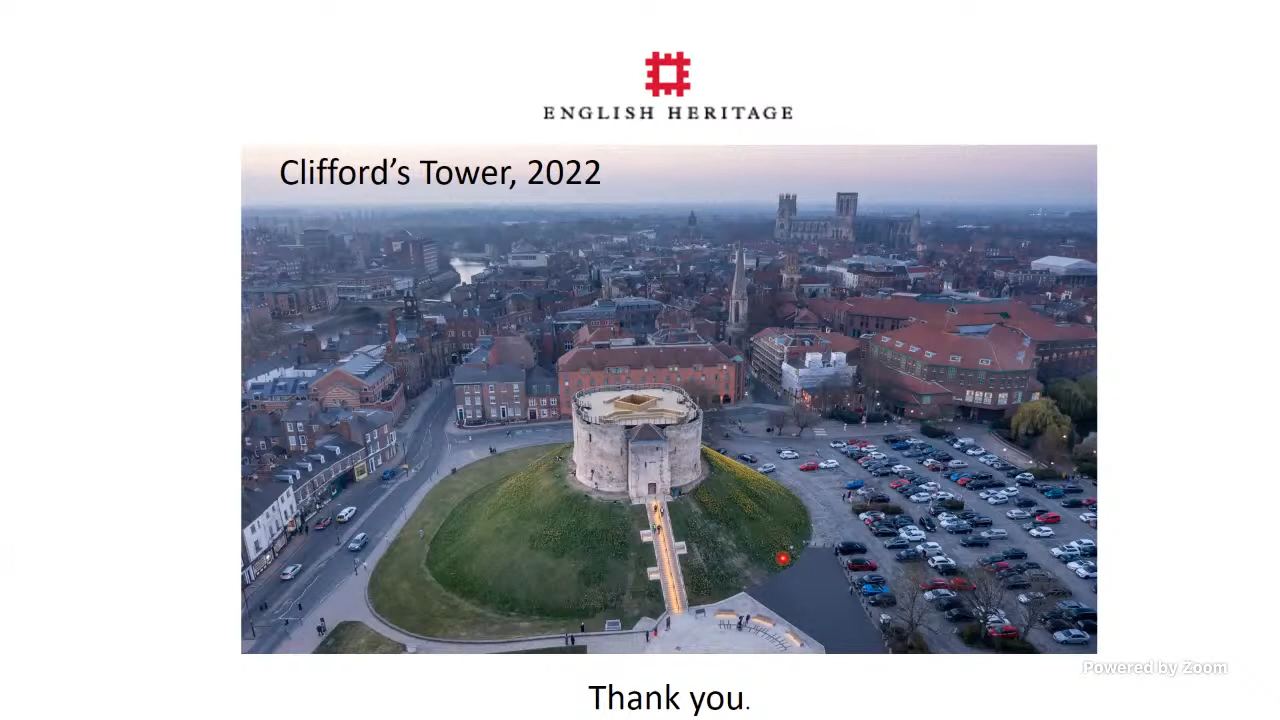 ENGLISH HERITAGE
Clifford’s Tower, 2022
Powered by Zoom
Thank you.